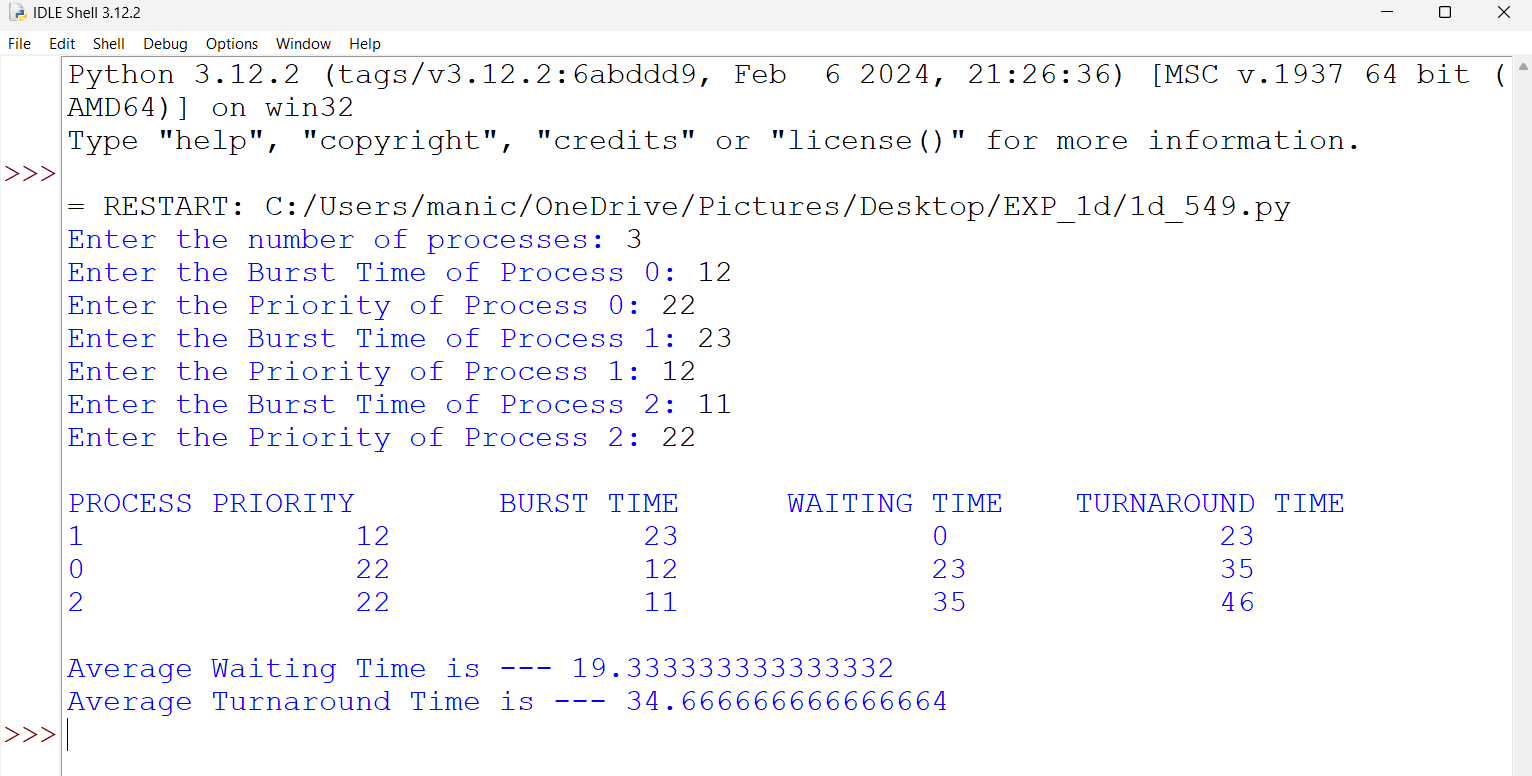 IDLE Shell 3.12.2
File Edit Shell Debug Options Window Help
Python 3.12.2 (tags/v3.12.2:6abddd9, Feb  6 2024, 21:26:36) [MSC v.1937 64 bit (
AMD64)] on win32
Type "help", "copyright", "credits" or "license()" for more information.
>>>
= RESTART: C:/Users/manic/OneDrive/Pictures/Desktop/EXP_1d/1d_549.py
Enter the number of processes: 3
Enter the Burst Time of Process 0: 12
Enter the Priority of Process 0: 22
Enter the Burst Time of Process 1: 23
Enter the Priority of Process 1: 12
Enter the Burst Time of Process 2: 11
Enter the Priority of Process 2: 22
PROCESS PRIORITY        BURST TIME      WAITING TIME    TURNAROUND TIME
1               12              23              0               23
0               22              12              23              35
2               22              11              35              46
Average Waiting Time is --- 19.333333333333332
Average Turnaround Time is --- 34.666666666666664
>>>